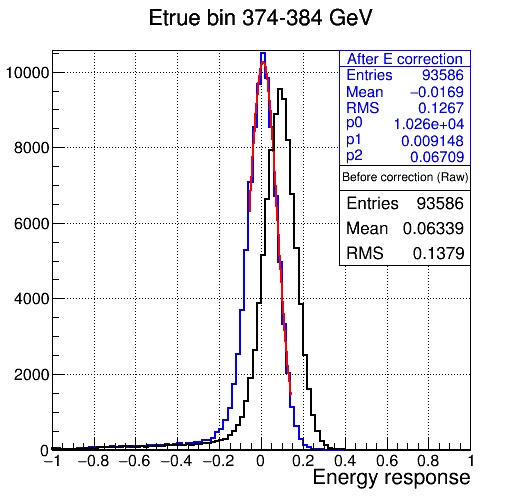 Etrue bin 374-384 GeV
After E correction
Entries 93586
Mean −0.0169
RMS 0.1267
p0 1.026e+04
p1 0.009148
p2 0.06709
Before correction (Raw)
Entries 93586
Mean 0.06339
RMS 0.1379
10000
8000
6000
4000
2000
0
−1 −0.8 −0.6 −0.4 −0.2 0 0.2 0.4 0.6 0.8 1
Energy response